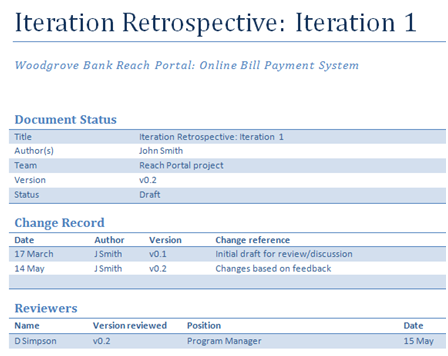 Iteration Retrospective: Iteration 1
Woodgrove Bank Reach Portal: Online Bill Payment System
Document Status
Title Iteration Retrospective: Iteration 1
Author(s) John Smith
Team Reach Portal project
Version v0.2
Status Draft
Change Record
Date Author Version Change reference
17 March J Smith v0.1 Initial draft for review/discussion
14 May J Smith v0.2 Changes based on feedback
Reviewers
Name Version reviewed Position Date
D Simpson v0.2 Program Manager 15 May